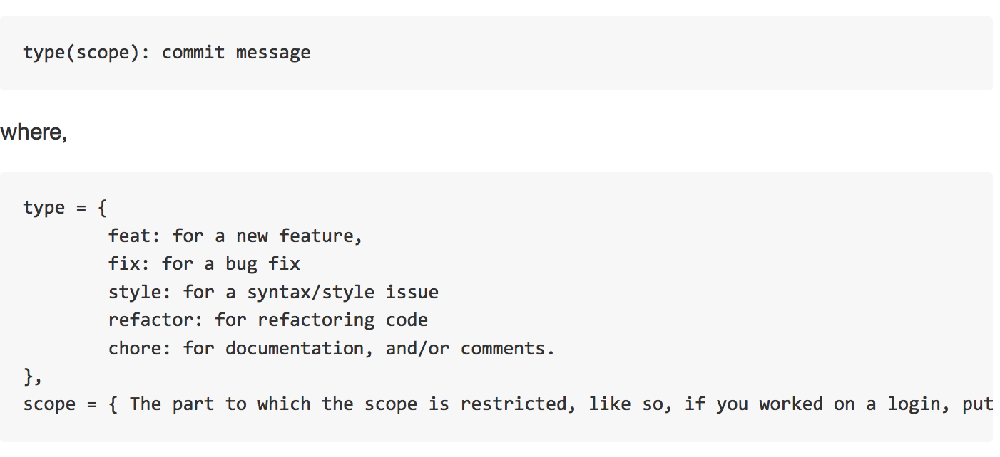 type(scope): commit message
where,
type = {
        feat: for a new feature,
        fix: for a bug fix
        style: for a syntax/style issue
        refactor: for refactoring code
        chore: for documentation, and/or comments.
},
scope = { The part to which the scope is restricted, like so, if you worked on a login, put